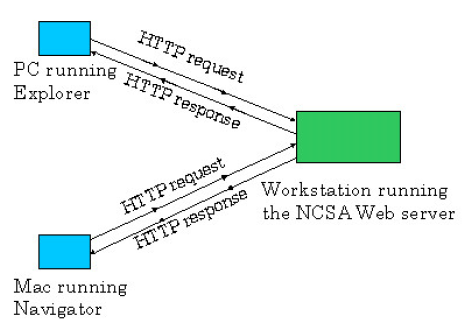 HTTP request
PC running
Explorer
HTTP response
HTTP request
Workstation running
the NCSA Web server
HTTP response
Mac running
Navigator